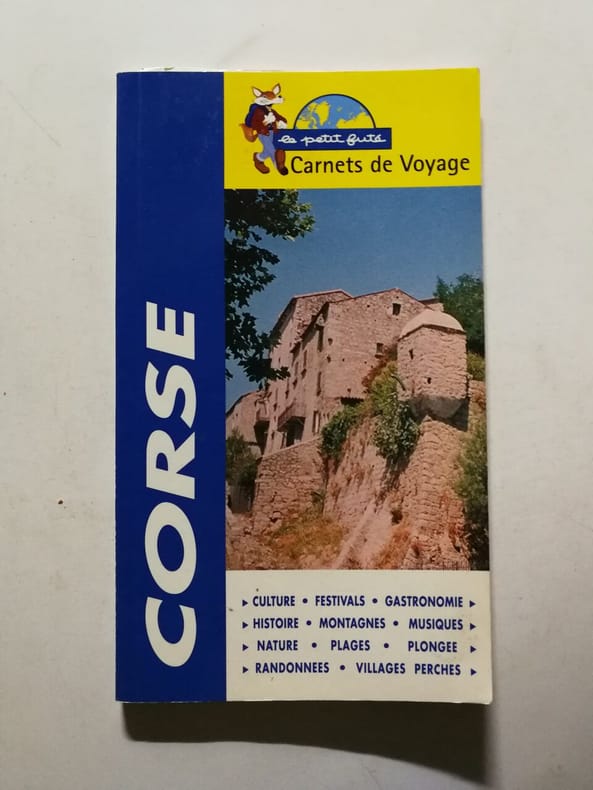 le petit futé
Carnets de Voyage
CORSE
▸ CULTURE • FESTIVALS • GASTRONOMIE ▸
▸ HISTOIRE • MONTAGNES • MUSIQUES ▸
▸ NATURE • PLAGES • PLONGEE ▸
▸ RANDONNEES • VILLAGES PERCHES ▸